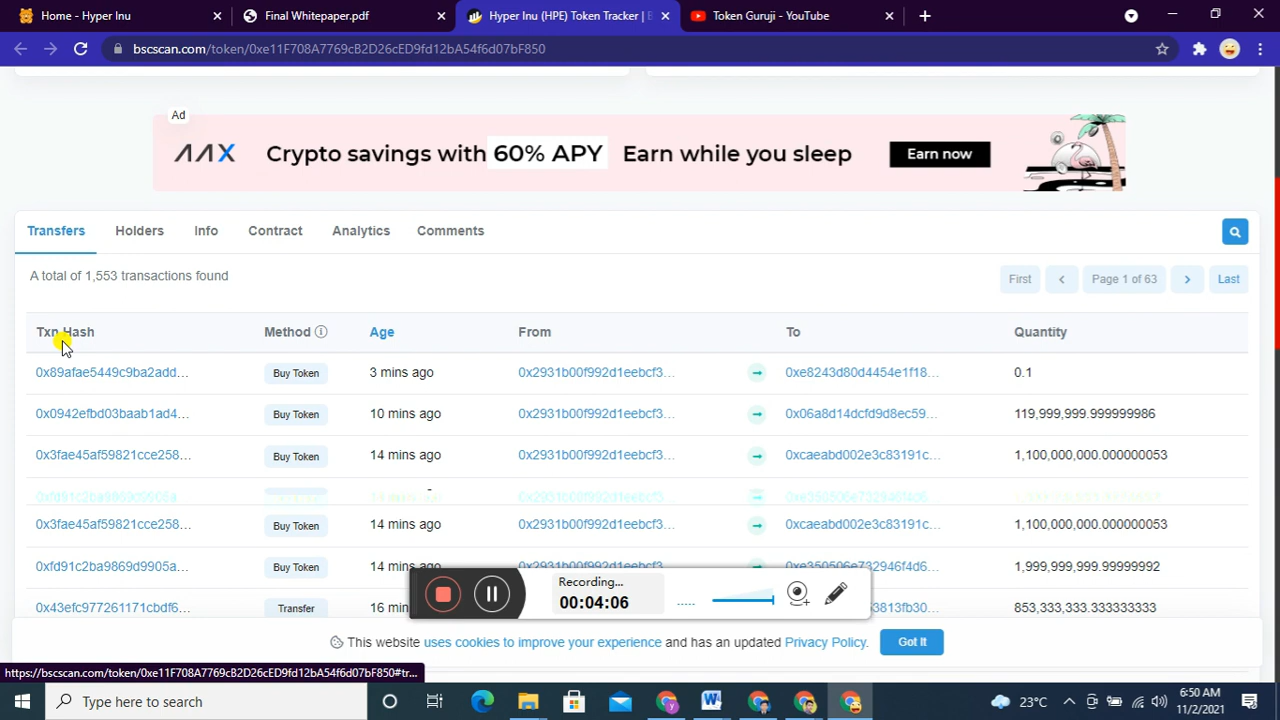 Home - Hyper Inu
Final Whitepaper.pdf
Hyper Inu (HPE) Token Tracker | B
Token Guruji - YouTube
bscscan.com/token/0xe11F708A7769cB2D26cED9fd12bA54f6d07bF850
Ad
AAX Crypto savings with 60% APY Earn while you sleep Earn now
Transfers Holders Info Contract Analytics Comments
A total of 1,553 transactions found
First < Page 1 of 63 > Last
Txn Hash Method Age From To Quantity
0x89afae5449c9ba2add... Buy Token 3 mins ago 0x2931b00f992d1eebcf3... 0xe8243d80d4454e1f18... 0.1
0x0942efbd03baab1ad4... Buy Token 10 mins ago 0x2931b00f992d1eebcf3... 0x06a8d14dcfd9d8ec59... 119,999,999.999999986
0x3fae45af59821cce258... Buy Token 14 mins ago 0x2931b00f992d1eebcf3... 0xcaeabd002e3c83191c... 1,100,000,000.000000053
0x3fae45af59821cce258... Buy Token 14 mins ago 0x2931b00f992d1eebcf3... 0xcaeabd002e3c83191c... 1,100,000,000.000000053
0xfd91c2ba9869d9905a... Buy Token 14 mins ago 0x2931b00f992d1eebcf3... 0xe350506e732946f4d6... 1,999,999,999.99999992
0x43efc977261171cbdf6... Transfer 16 min 3813fb30... 853,333,333.333333333
Recording...
00:04:06
This website uses cookies to improve your experience and has an updated Privacy Policy. Got It
https://bscscan.com/token/0xe11F708A7769cB2D26cED9fd12bA54f6d07bF850#tr...
Type here to search
23°C
6:50 AM
11/2/2021